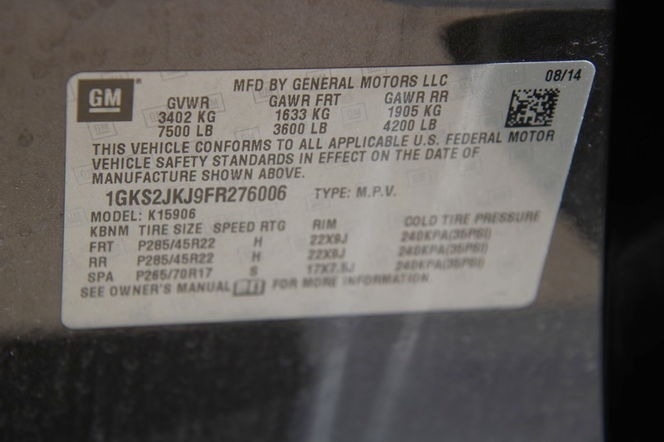 GM
MFD BY GENERAL MOTORS LLC 08/14
GVWR GAWR FRT GAWR RR
3402 KG 1633 KG 1905 KG
7500 LB 3600 LB 4200 LB
THIS VEHICLE CONFORMS TO ALL APPLICABLE U.S. FEDERAL MOTOR
VEHICLE SAFETY STANDARDS IN EFFECT ON THE DATE OF
MANUFACTURE SHOWN ABOVE.
1GKS2JKJ9FR276006 TYPE: M.P.V.
MODEL: K15906
KBNM TIRE SIZE SPEED RTG RIM COLD TIRE PRESSURE
FRT P285/45R22 H 22X9J 240KPA(35PSI)
RR P285/45R22 H 22X9J 240KPA(35PSI)
SPA P265/70R17 S 17X7.5J 240KPA(35PSI)
SEE OWNER'S MANUAL FOR MORE INFORMATION